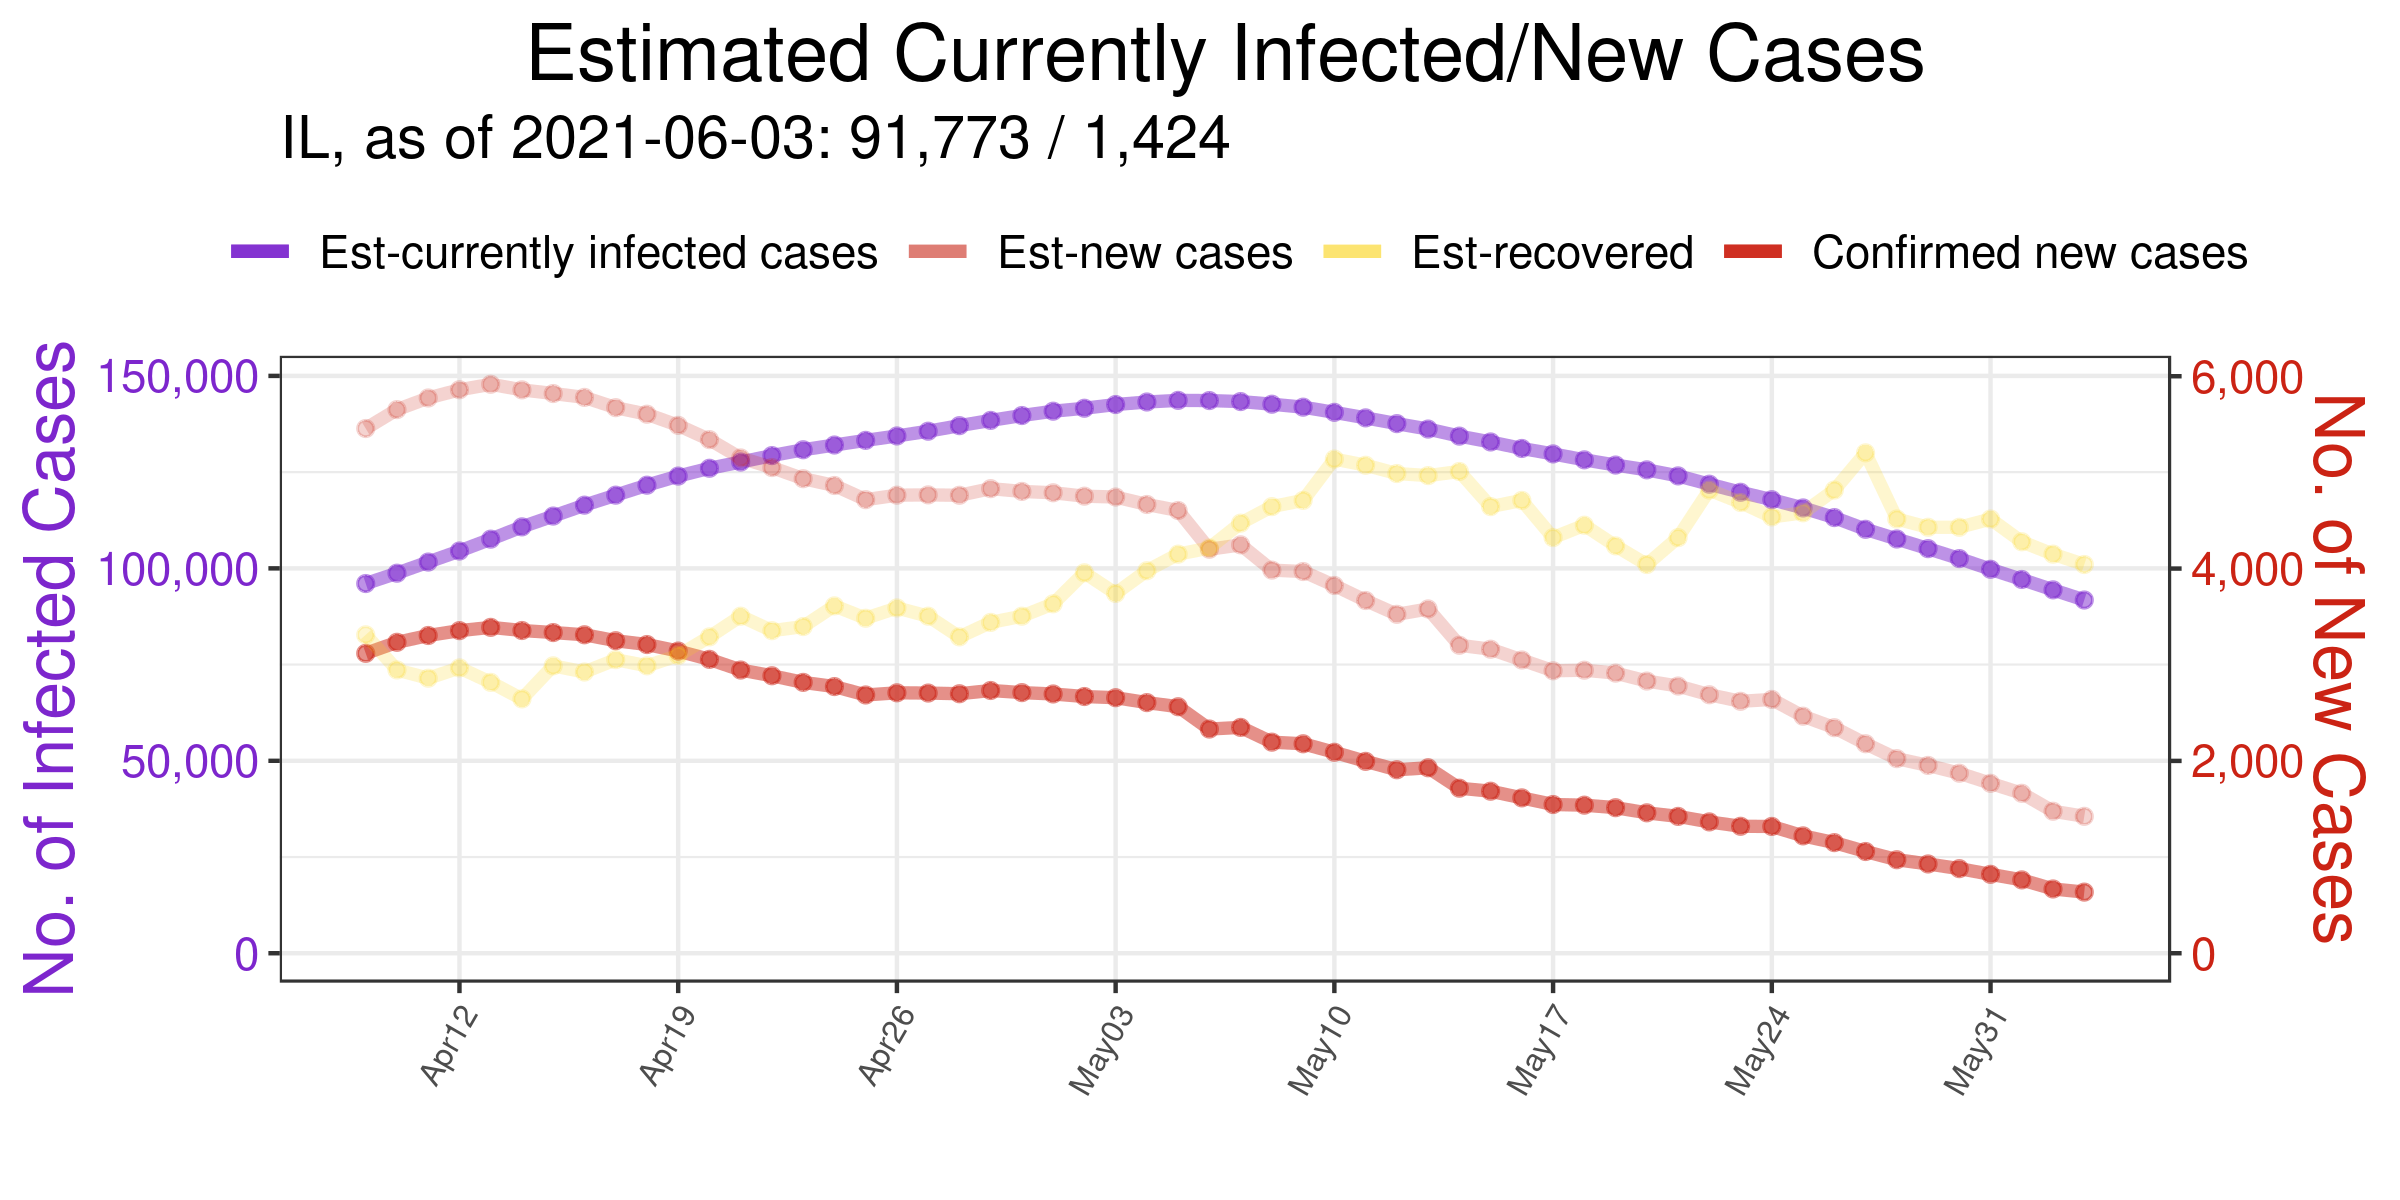 Estimated Currently Infected/New Cases
IL, as of 2021-06-03: 91,773 / 1,424
Est-currently infected cases Est-new cases Est-recovered Confirmed new cases
No. of Infected Cases
150,000
100,000
50,000
0
6,000
4,000
2,000
0
No. of New Cases
Apr12 Apr19 Apr26 May03 May10 May17 May24 May31